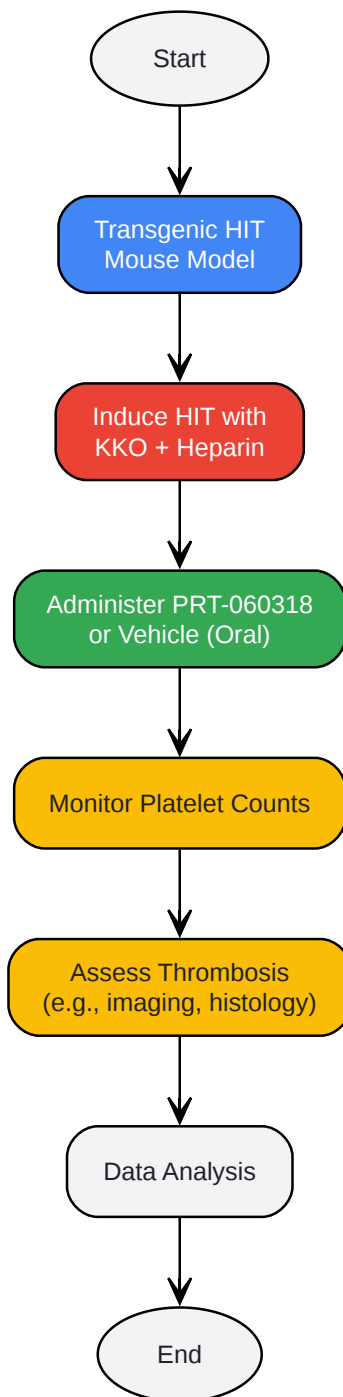 Start
Transgenic HIT
Mouse Model
Induce HIT with
KKO + Heparin
Administer PRT-060318
or Vehicle (Oral)
Monitor Platelet Counts
Assess Thrombosis
(e.g., imaging, histology)
Data Analysis
End